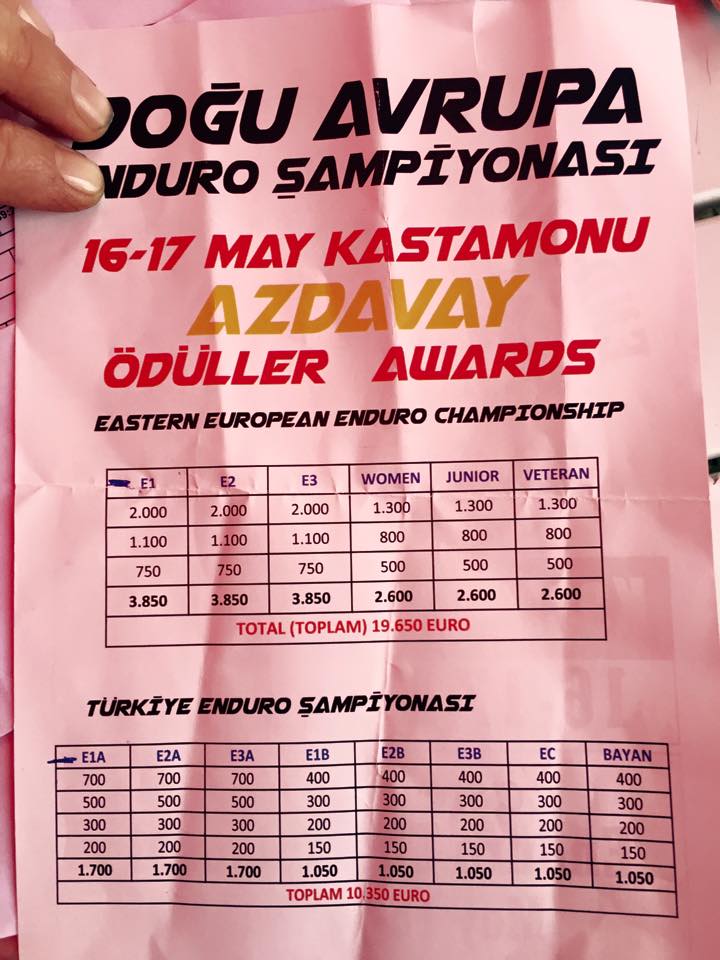 DOĞU AVRUPA
ENDURO ŞAMPİYONASI
16-17 MAY KASTAMONU
AZDAVAY
ÖDÜLLER AWARDS
EASTERN EUROPEAN ENDURO CHAMPIONSHIP
E1 E2 E3 WOMEN JUNIOR VETERAN
2.000 2.000 2.000 1.300 1.300 1.300
1.100 1.100 1.100 800 800 800
750 750 750 500 500 500
3.850 3.850 3.850 2.600 2.600 2.600
TOTAL (TOPLAM) 19.650 EURO
TÜRKİYE ENDURO ŞAMPİYONASI
E1A E2A E3A E1B E2B E3B EC BAYAN
700 700 700 400 400 400 400 400
500 500 500 300 300 300 300 300
300 300 300 200 200 200 200 200
200 200 200 150 150 150 150 150
1.700 1.700 1.700 1.050 1.050 1.050 1.050 1.050
TOPLAM 10.350 EURO